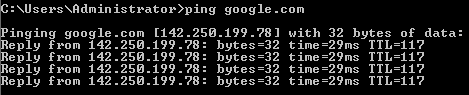 C:\Users\Administrator>ping google.com
Pinging google.com [142.250.199.78] with 32 bytes of data:
Reply from 142.250.199.78: bytes=32 time=29ms TTL=117
Reply from 142.250.199.78: bytes=32 time=29ms TTL=117
Reply from 142.250.199.78: bytes=32 time=29ms TTL=117
Reply from 142.250.199.78: bytes=32 time=29ms TTL=117